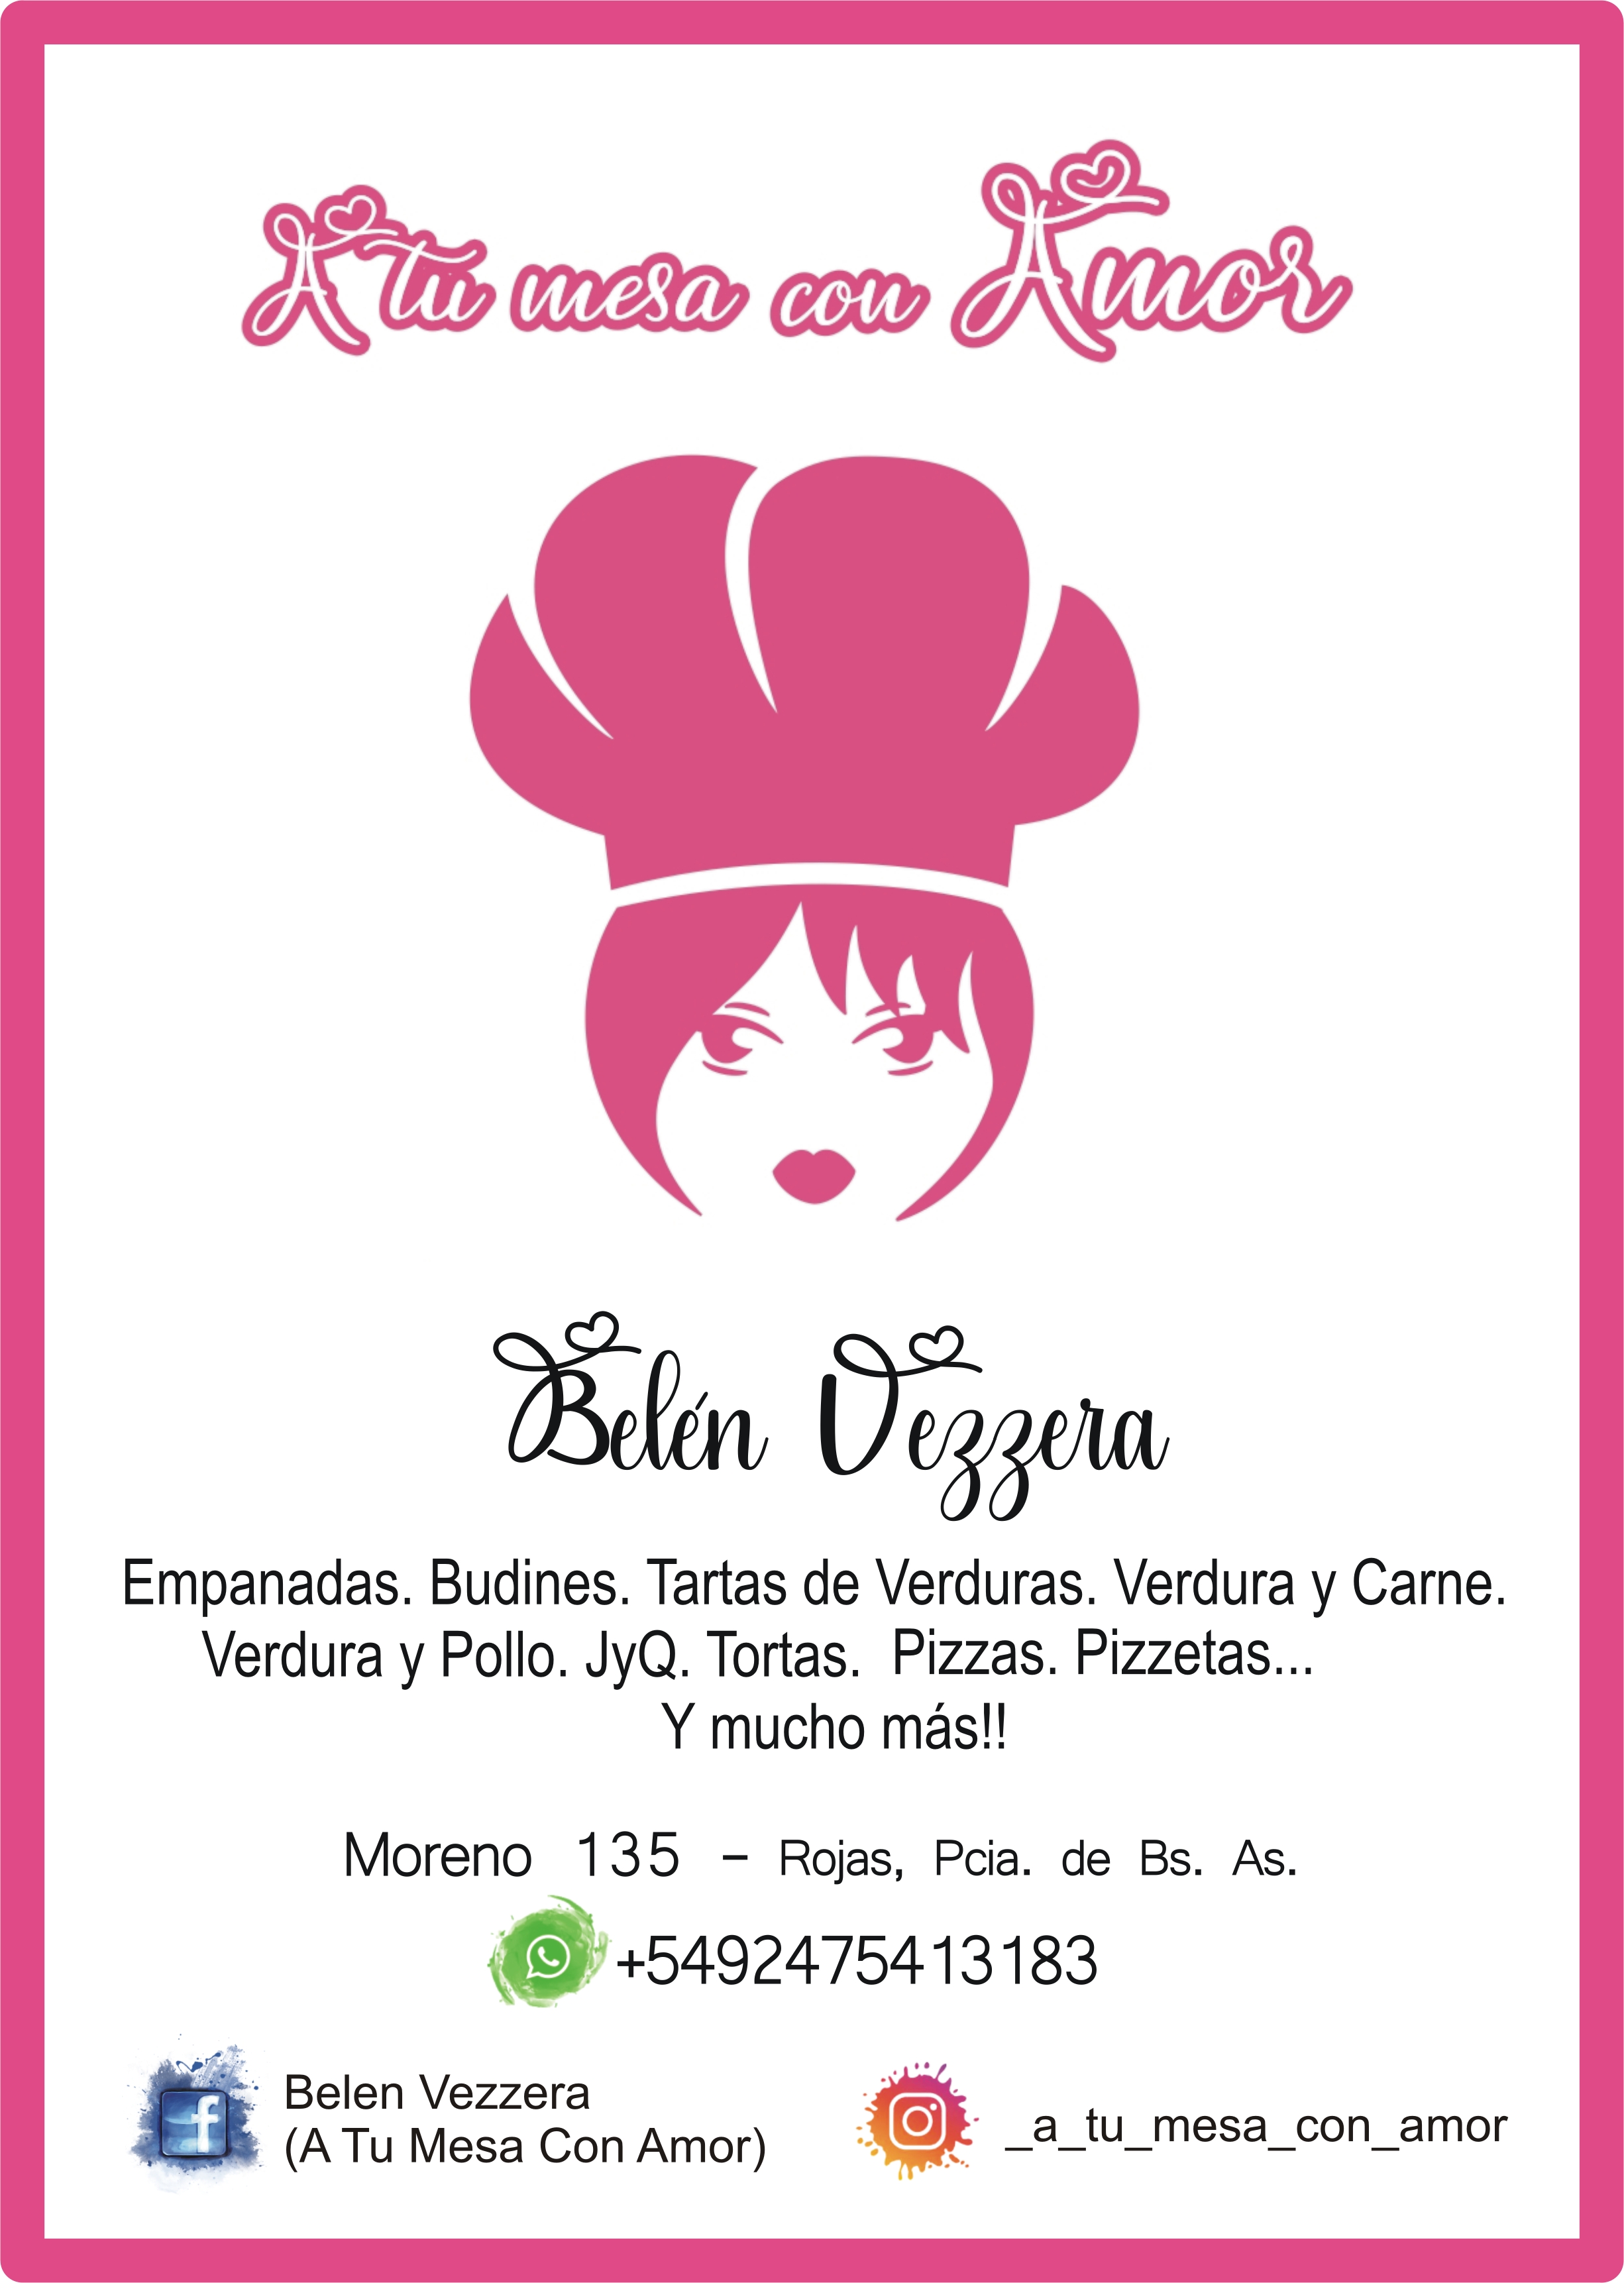 A tu mesa con Amor
Belén Vezzera
Empanadas. Budines. Tartas de Verduras. Verdura y Carne.
Verdura y Pollo. JyQ. Tortas. Pizzas. Pizzetas...
Y mucho más!!
Moreno 135 - Rojas, Pcia. de Bs. As.
+5492475413183
Belen Vezzera
(A Tu Mesa Con Amor)
_a_tu_mesa_con_amor